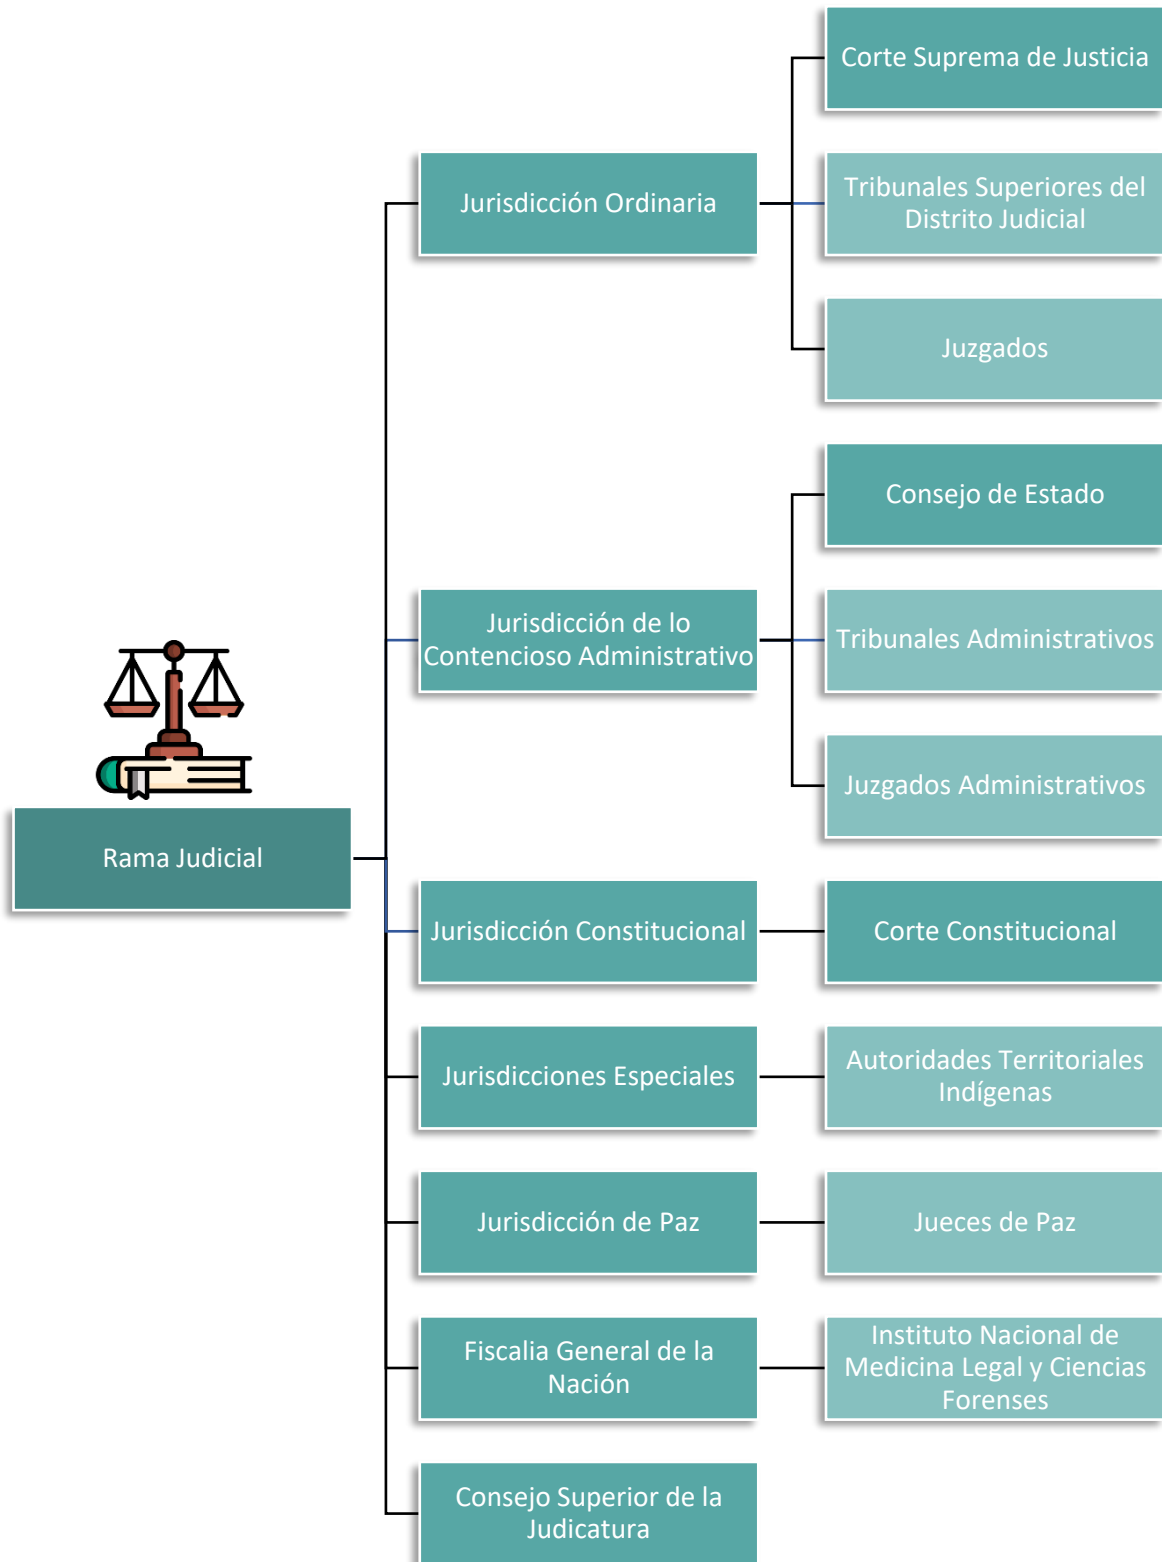 Rama Judicial
Jurisdicción Ordinaria
Corte Suprema de Justicia
Tribunales Superiores del
Distrito Judicial
Juzgados
Jurisdicción de lo
Contencioso Administrativo
Consejo de Estado
Tribunales Administrativos
Juzgados Administrativos
Jurisdicción Constitucional
Corte Constitucional
Jurisdicciones Especiales
Autoridades Territoriales
Indígenas
Jurisdicción de Paz
Jueces de Paz
Fiscalia General de la
Nación
Instituto Nacional de
Medicina Legal y Ciencias
Forenses
Consejo Superior de la
Judicatura